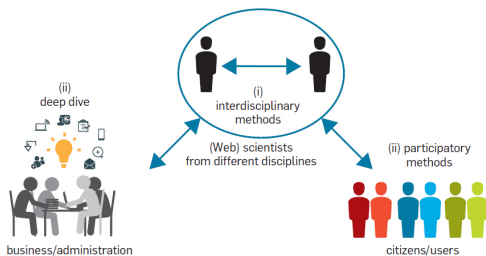 (i)
interdisciplinary
methods
(ii)
deep dive
(Web) scientists
from different disciplines
(ii) participatory
methods
business/administration
citizens/users